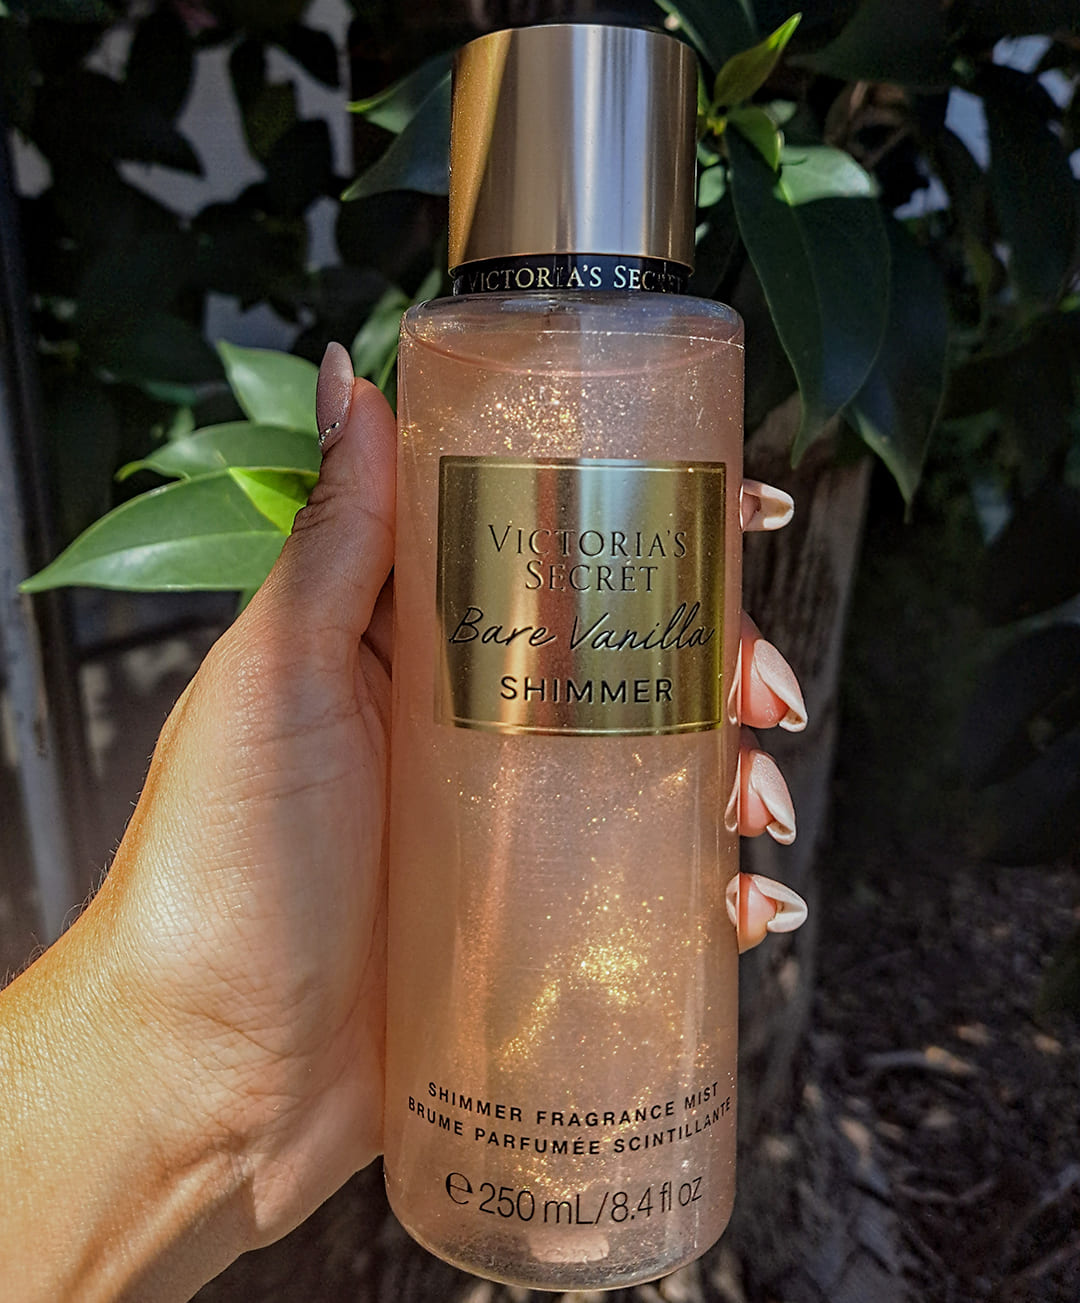 VICTORIA'S SECRET
VICTORIA'S
SECRET
Bare Vanilla
SHIMMER
SHIMMER FRAGRANCE MIST
BRUME PARFUMÉE SCINTILLANTE
℮ 250 mL/8.4 fl oz